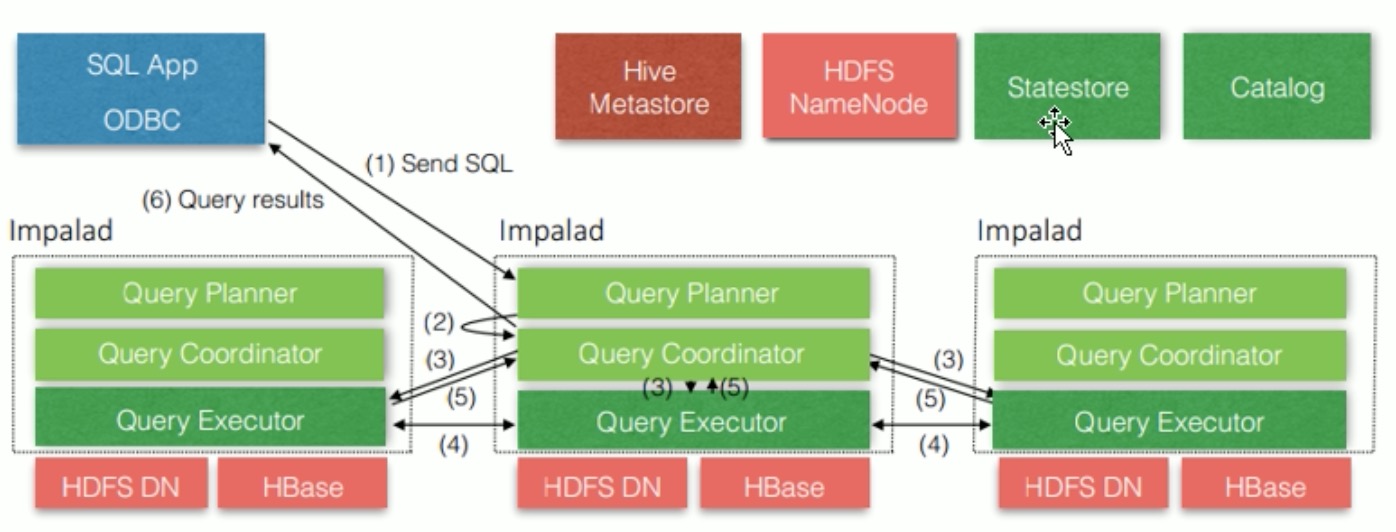 SQL App
ODBC
Hive
Metastore
HDFS
NameNode
Statestore
Catalog
(1) Send SQL
(6) Query results
Impalad
Impalad
Impalad
Query Planner
Query Planner
Query Planner
(2)
Query Coordinator
Query Coordinator
Query Coordinator
(3)
(3)
(3)
(5)
(5)
(5)
Query Executor
Query Executor
Query Executor
(4)
(4)
HDFS DN
HBase
HDFS DN
HBase
HDFS DN
HBase